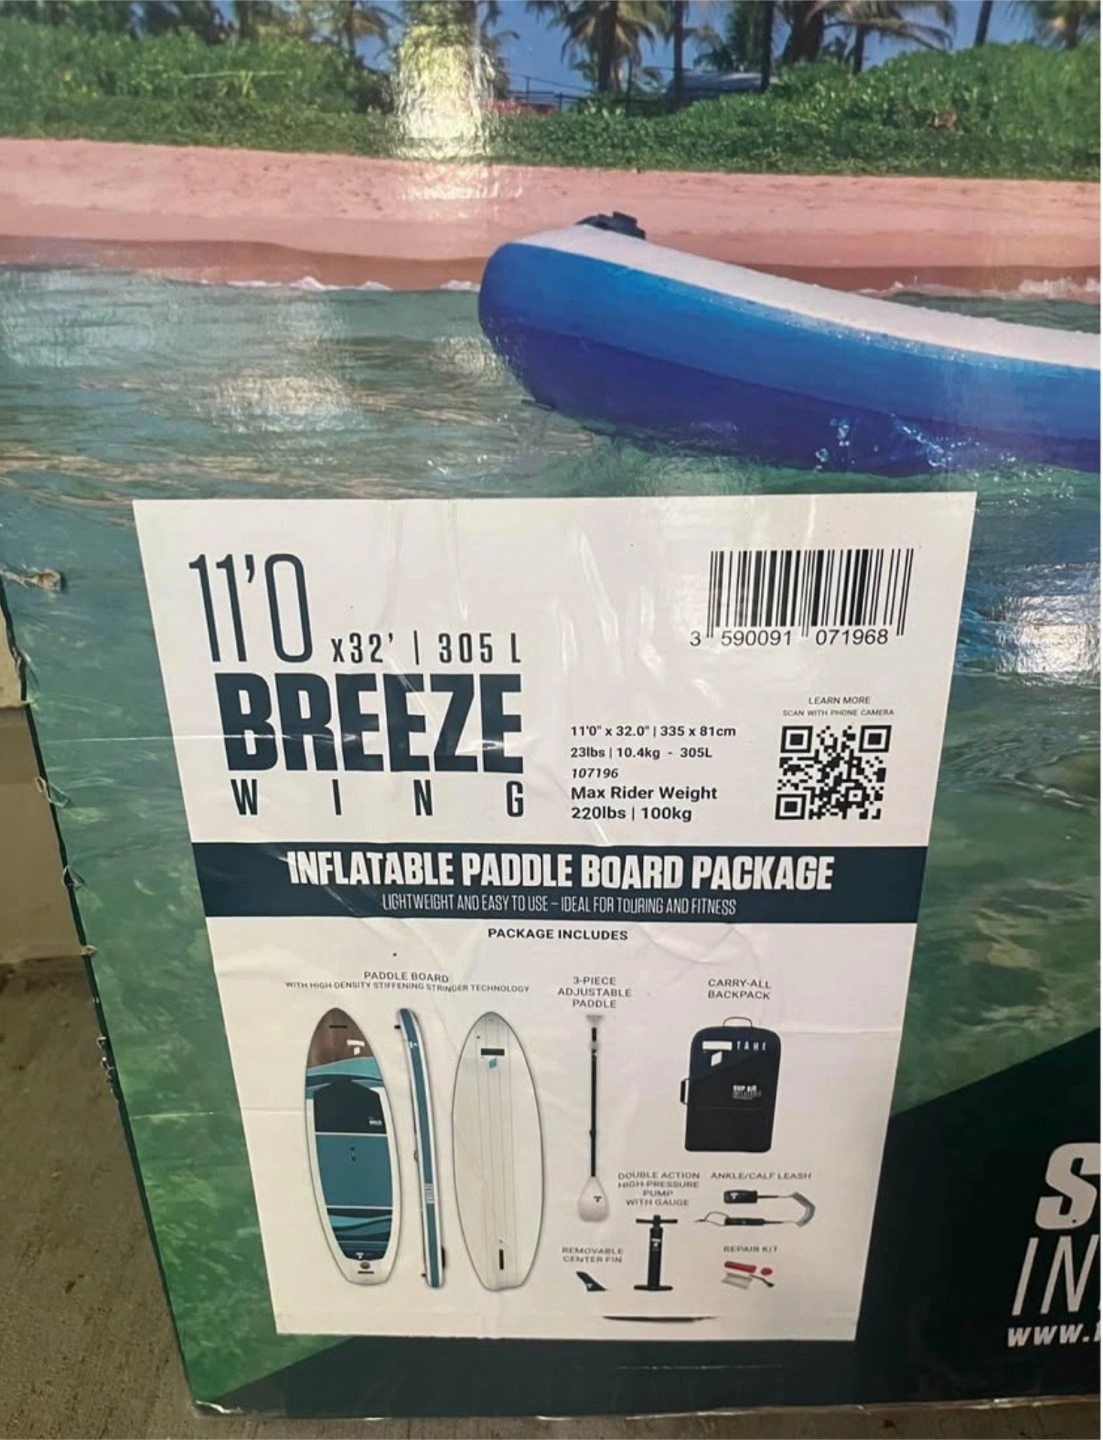 11'0 x32' | 305 L
BREEZE
WING
3 590091 071968
LEARN MORE
SCAN WITH PHONE CAMERA
11'0" x 32.0" | 335 x 81cm
23lbs | 10.4kg - 305L
107196
Max Rider Weight
220lbs | 100kg
INFLATABLE PADDLE BOARD PACKAGE
LIGHTWEIGHT AND EASY TO USE – IDEAL FOR TOURING AND FITNESS
PACKAGE INCLUDES
PADDLE BOARD
WITH HIGH DENSITY STIFFENING STRINGER TECHNOLOGY
3-PIECE
ADJUSTABLE
PADDLE
CARRY-ALL
BACKPACK
TAHE
SUP AIR
DOUBLE ACTION
HIGH PRESSURE
PUMP
WITH GAUGE
ANKLE/CALF LEASH
REMOVABLE
CENTER FIN
REPAIR KIT
S
IN
www.